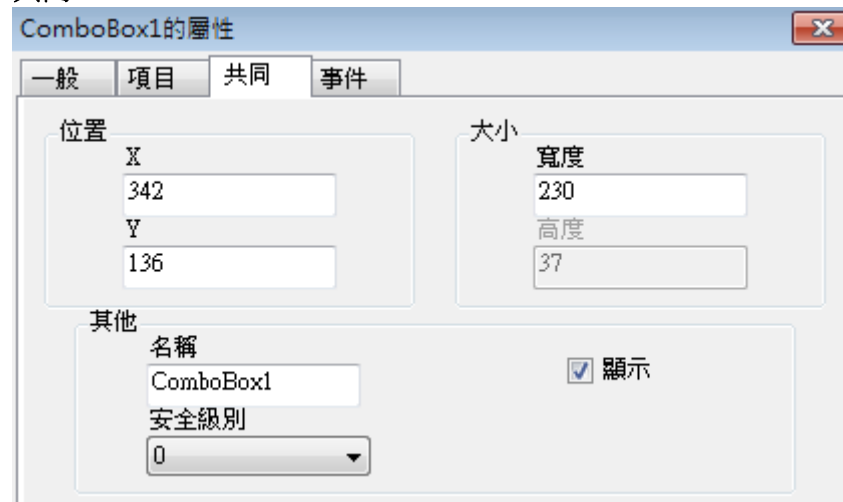 ComboBox1的屬性
一般 項目 共同 事件
位置
X
342
Y
136
大小
寬度
230
高度
37
其他
名稱
ComboBox1
安全級別
0
顯示